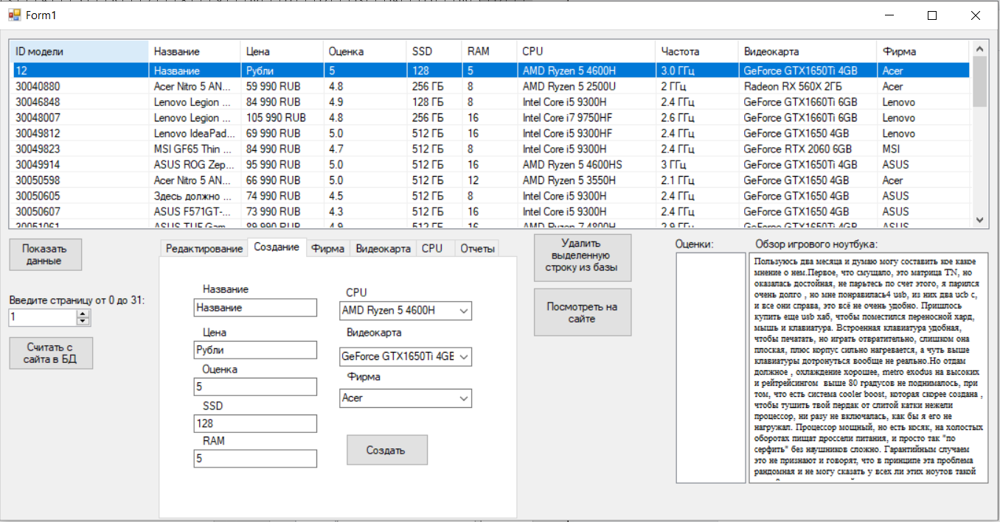 Form1
ID модели Название Цена Оценка SSD RAM CPU Частота Видеокарта Фирма
12 Название Рубли 5 128 5 AMD Ryzen 5 4600H 3.0 ГГц GeForce GTX1650Ti 4GB Acer
30040880 Acer Nitro 5 AN... 59 990 RUB 4.8 256 ГБ 8 AMD Ryzen 5 2500U 2 ГГц Radeon RX 560X 2ГБ Acer
30046848 Lenovo Legion ... 84 990 RUB 4.9 128 ГБ 8 Intel Core i5 9300H 2.4 ГГц GeForce GTX1660Ti 6GB Lenovo
30048007 Lenovo Legion ... 105 990 RUB 4.8 256 ГБ 16 Intel Core i7 9750HF 2.6 ГГц GeForce GTX1660Ti 6GB Lenovo
30049812 Lenovo IdeaPad... 69 990 RUB 5.0 512 ГБ 16 Intel Core i5 9300HF 2.4 ГГц GeForce GTX1650 4GB Lenovo
30049823 MSI GF65 Thin ... 84 990 RUB 4.7 512 ГБ 8 Intel Core i5 9300H 2.4 ГГц GeForce RTX 2060 6GB MSI
30049914 ASUS ROG Zep... 95 990 RUB 5.0 512 ГБ 16 AMD Ryzen 5 4600HS 3 ГГц GeForce GTX1650Ti 4GB ASUS
30050598 Acer Nitro 5 AN... 66 990 RUB 5.0 512 ГБ 12 AMD Ryzen 5 3550H 2.1 ГГц GeForce GTX1650 4GB Acer
30050605 Здесь должно ... 74 990 RUB 4.5 512 ГБ 8 Intel Core i5 9300H 2.4 ГГц GeForce GTX1650 4GB ASUS
30050607 ASUS F571GT-... 73 990 RUB 4.3 512 ГБ 16 Intel Core i5 9300H 2.4 ГГц GeForce GTX1650 4GB ASUS
30051061 ASUS TUF Gam... 89 990 RUB 4.9 512 ГБ 16 AMD Ryzen 7 4800H 2.9 ГГц GeForce GTX1650Ti 4GB ASUS
Показать
данные
Введите страницу от 0 до 31:
1
Считать с
сайта в БД
Редактирование Создание Фирма Видеокарта CPU Отчеты
Название
Название
Цена
Рубли
Оценка
5
SSD
128
RAM
5
CPU
AMD Ryzen 5 4600H
Видеокарта
GeForce GTX1650Ti 4GE
Фирма
Acer
Создать
Удалить
выделенную
строку из базы
Посмотреть на
сайте
Оценки:
Обзор игрового ноутбука:
Пользуюсь два месяца и думаю могу составить кое какое
мнение о нем.Первое, что смущало, это матрица TN, но
оказалась достойная, не парьтесь по счет этого, я парился
очень долго , но мне понравилась4 usb, из них два ucb c,
и все они справа, это всё не очень удобно. Пришлось
купить еще usb хаб, чтобы поместился переносной хард,
мышь и клавиатура. Встроенная клавиатура удобная,
чтобы печатать, но играть отвратительно, слишком она
плоская, плюс корпус сильно нагревается, а чуть выше
клавиатуры дотронуться вообще не реально.Но отдам
должное , охлаждение хорошее, metro exodus на высоких
и рейтрейсингом выше 80 градусов не поднималось, при
том, что есть система cooler boost, которая скорее создана ,
чтобы тушить твой пердак от слитой катки нежели
процессор, ни разу не включалась, как бы я его не
нагружал. Процессор мощный, но есть косяк, на холостых
оборотах пищат дроссели питания, и просто так "по
серфить" без наушников сложно. Гарантийным случаем
это не признают и говорят, что в принципе эта проблема
рандомная и не могу сказать у всех ли этих ноутов такой